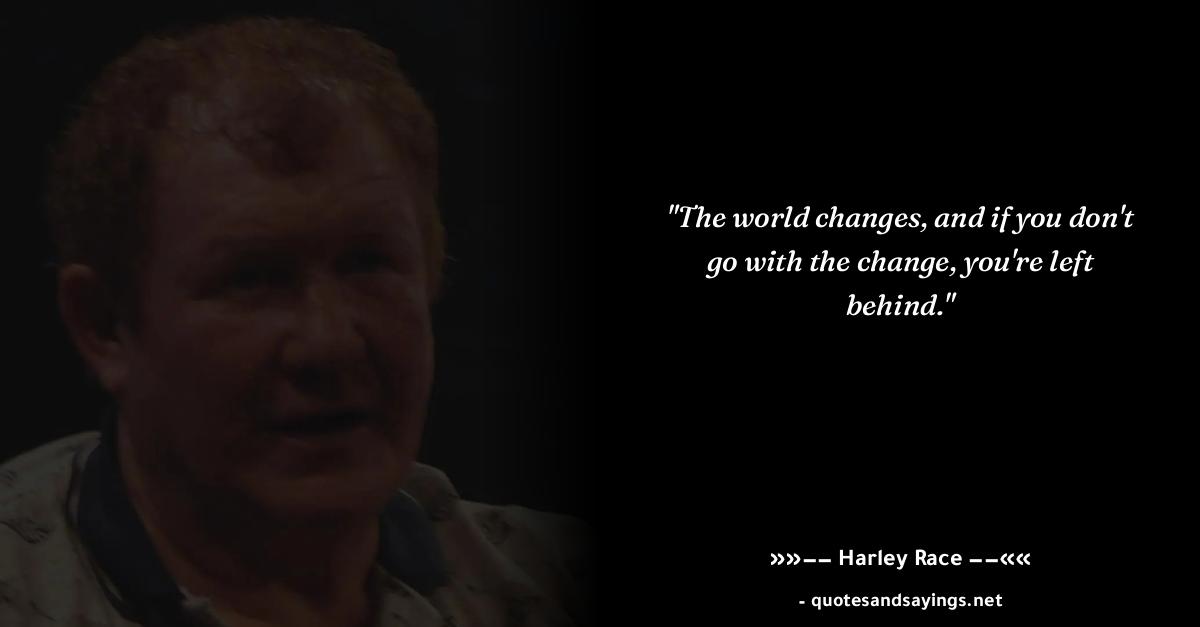 "The world changes, and if you don't
go with the change, you're left
behind."
»»−− Harley Race −−««
- quotesandsayings.net